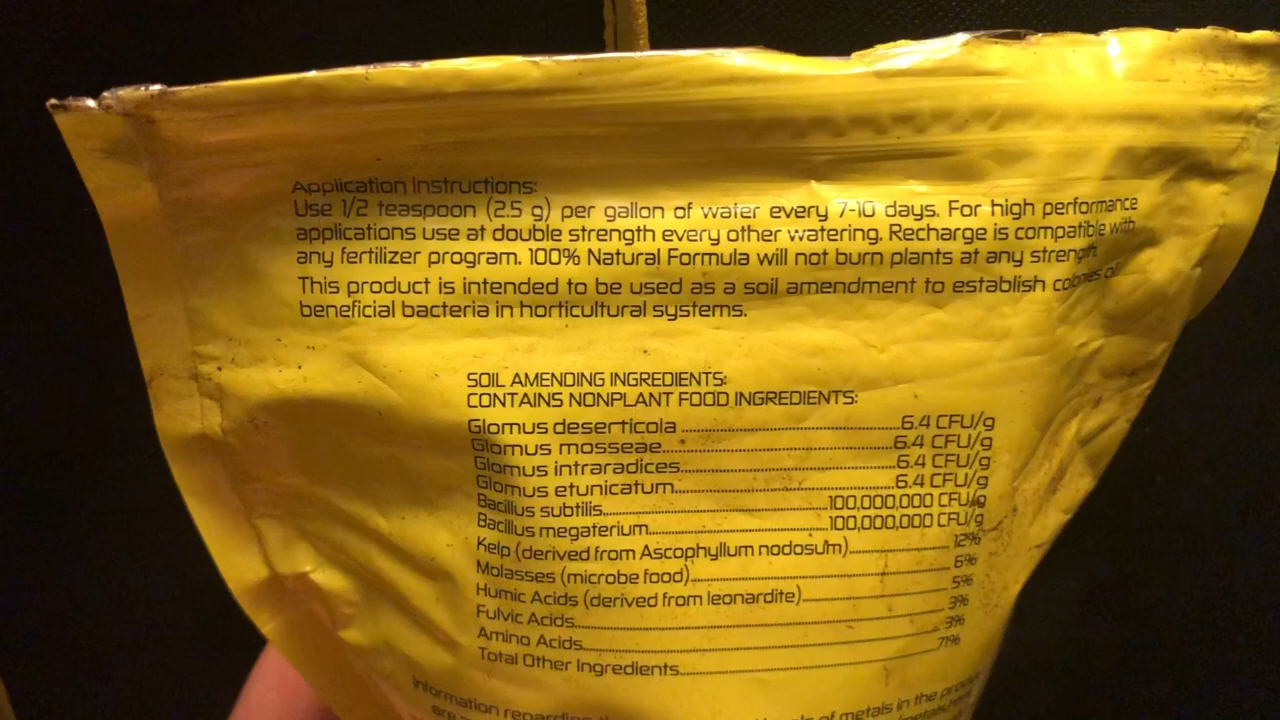 Application Instructions:
Use 1/2 teaspoon (2.5 g) per gallon of water every 7-10 days. For high performance
applications use at double strength every other watering. Recharge is compatible with
any fertilizer program. 100% Natural Formula will not burn plants at any strength.
This product is intended to be used as a soil amendment to establish colonies of
beneficial bacteria in horticultural systems.
SOIL AMENDING INGREDIENTS:
CONTAINS NONPLANT FOOD INGREDIENTS:
Glomus deserticola 6.4 CFU/g
Glomus mosseae 6.4 CFU/g
Glomus intraradices 6.4 CFU/g
Glomus etunicatum 6.4 CFU/g
Bacillus subtilis 100,000,000 CFU/g
Bacillus megaterium 100,000,000 CFU/g
Kelp (derived from Ascophyllum nodosum) 12%
Molasses (microbe food) 6%
Humic Acids (derived from leonardite) 5%
Fulvic Acids 3%
Amino Acids 3%
Total Other Ingredients 71%
Information regarding of metals in the
are